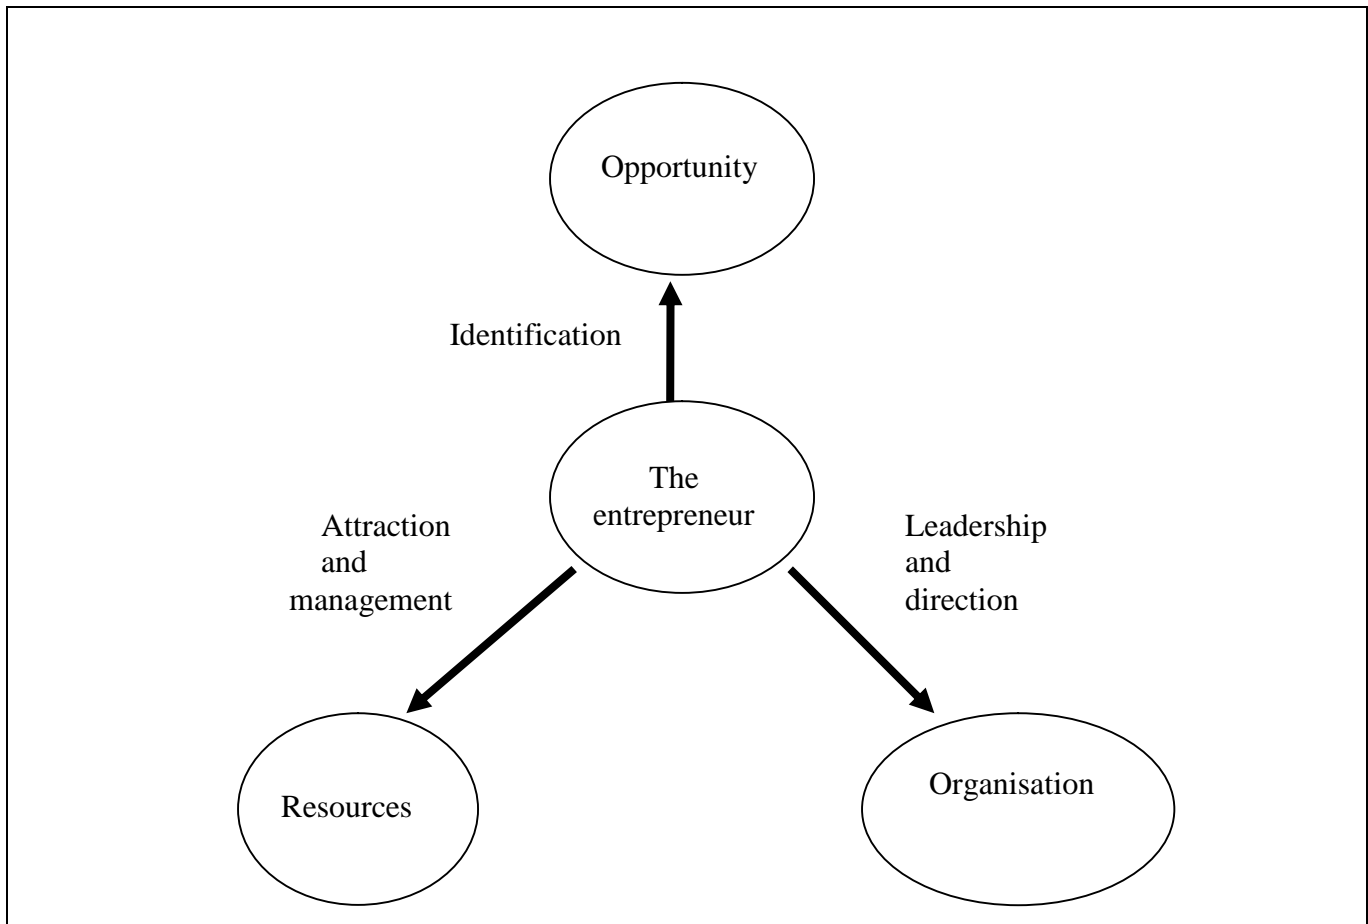 Opportunity
Identification
The
entrepreneur
Attraction
and
management
Leadership
and
direction
Resources
Organisation